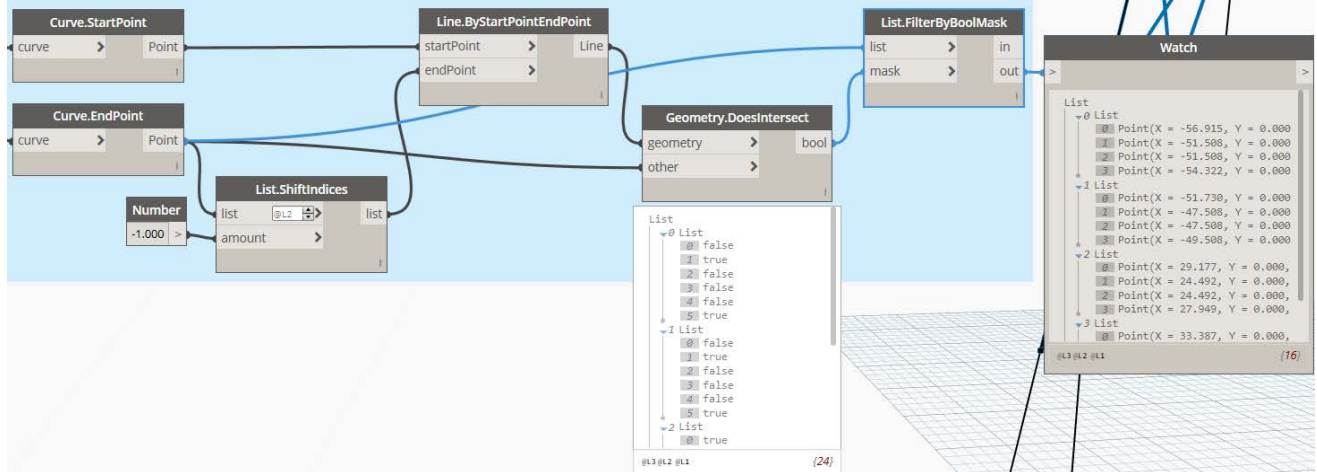 Curve.StartPoint
curve > Point
Curve.EndPoint
curve > Point
Number
-1.000 >
List.ShiftIndices
list @L2 > list
amount >
Line.ByStartPointEndPoint
startPoint > Line
endPoint >
Geometry.DoesIntersect
geometry > bool
other >
List
0 List
0 false
1 true
2 false
3 false
4 false
5 true
1 List
0 false
1 true
2 false
3 false
4 false
5 true
2 List
0 true
@L3 @L2 @L1 {24}
List.FilterByBoolMask
list > in
mask > out
Watch
> >
List
0 List
0 Point(X = -56.915, Y = 0.000
1 Point(X = -51.508, Y = 0.000
2 Point(X = -51.508, Y = 0.000
3 Point(X = -54.322, Y = 0.000
1 List
0 Point(X = -51.730, Y = 0.000
1 Point(X = -47.508, Y = 0.000
2 Point(X = -47.508, Y = 0.000
3 Point(X = -49.508, Y = 0.000
2 List
0 Point(X = 29.177, Y = 0.000,
1 Point(X = 24.492, Y = 0.000,
2 Point(X = 24.492, Y = 0.000,
3 Point(X = 27.949, Y = 0.000,
3 List
0 Point(X = 33.387, Y = 0.000,
@L3 @L2 @L1 {16}